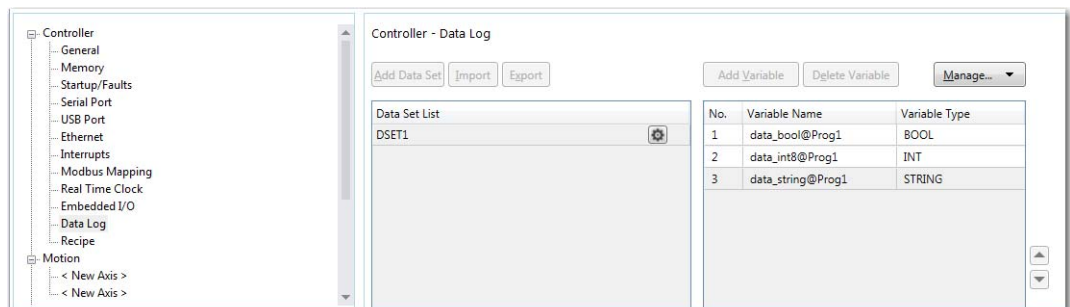 Controller
General
Memory
Startup/Faults
Serial Port
USB Port
Ethernet
Interrupts
Modbus Mapping
Real Time Clock
Embedded I/O
Data Log
Recipe
Motion
< New Axis >
< New Axis >
Controller - Data Log
Add Data Set Import Export
Add Variable Delete Variable Manage...
Data Set List
DSET1
No. Variable Name Variable Type
1 data_bool@Prog1 BOOL
2 data_int8@Prog1 INT
3 data_string@Prog1 STRING